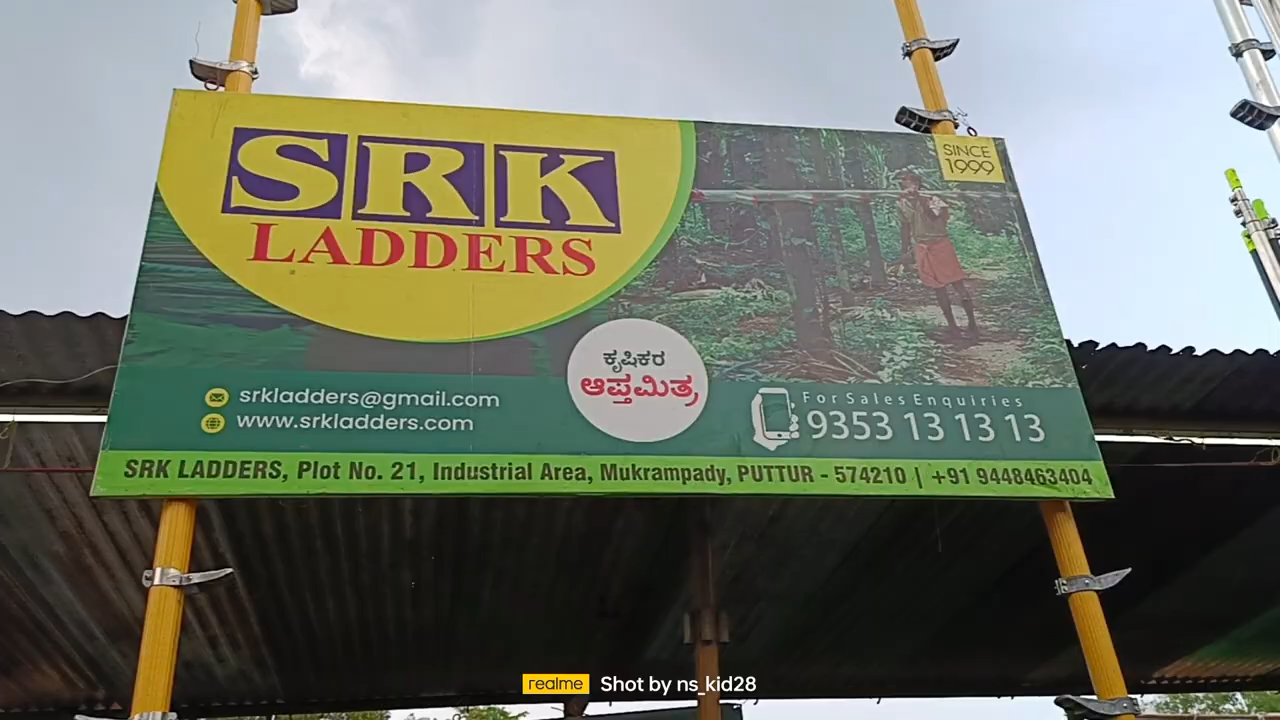 SRK
LADDERS
SINCE
1999
ಕೃಷಿಕರ
ಆಪ್ತಮಿತ್ರ
srkladders@gmail.com
www.srkladders.com
For Sales Enquiries
9353 13 13 13
SRK LADDERS, Plot No. 21, Industrial Area, Mukrampady, PUTTUR - 574210 | +91 9448463404
realme Shot by ns_kid28